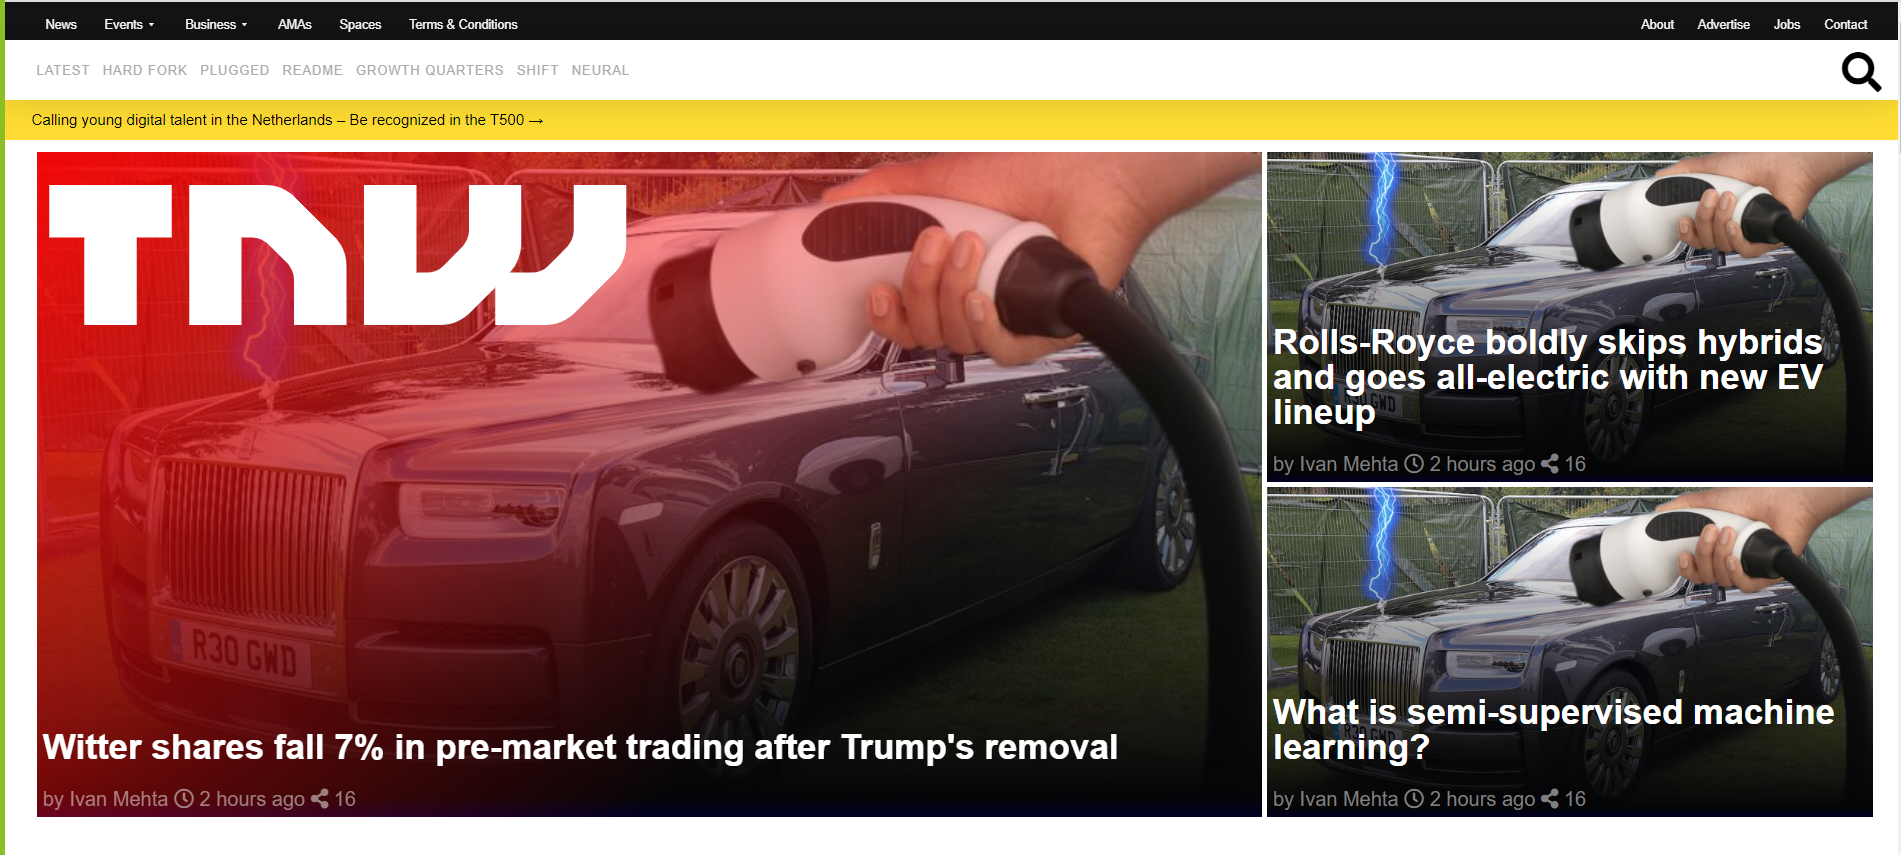 News Events Business AMAs Spaces Terms & Conditions About Advertise Jobs Contact
LATEST HARD FORK PLUGGED README GROWTH QUARTERS SHIFT NEURAL
Calling young digital talent in the Netherlands – Be recognized in the T500 →
TNW
R30 GWD
Witter shares fall 7% in pre-market trading after Trump's removal
by Ivan Mehta 2 hours ago 16
Rolls-Royce boldly skips hybrids
and goes all-electric with new EV
lineup
R30 GWD
by Ivan Mehta 2 hours ago 16
What is semi-supervised machine
learning?
by Ivan Mehta 2 hours ago 16